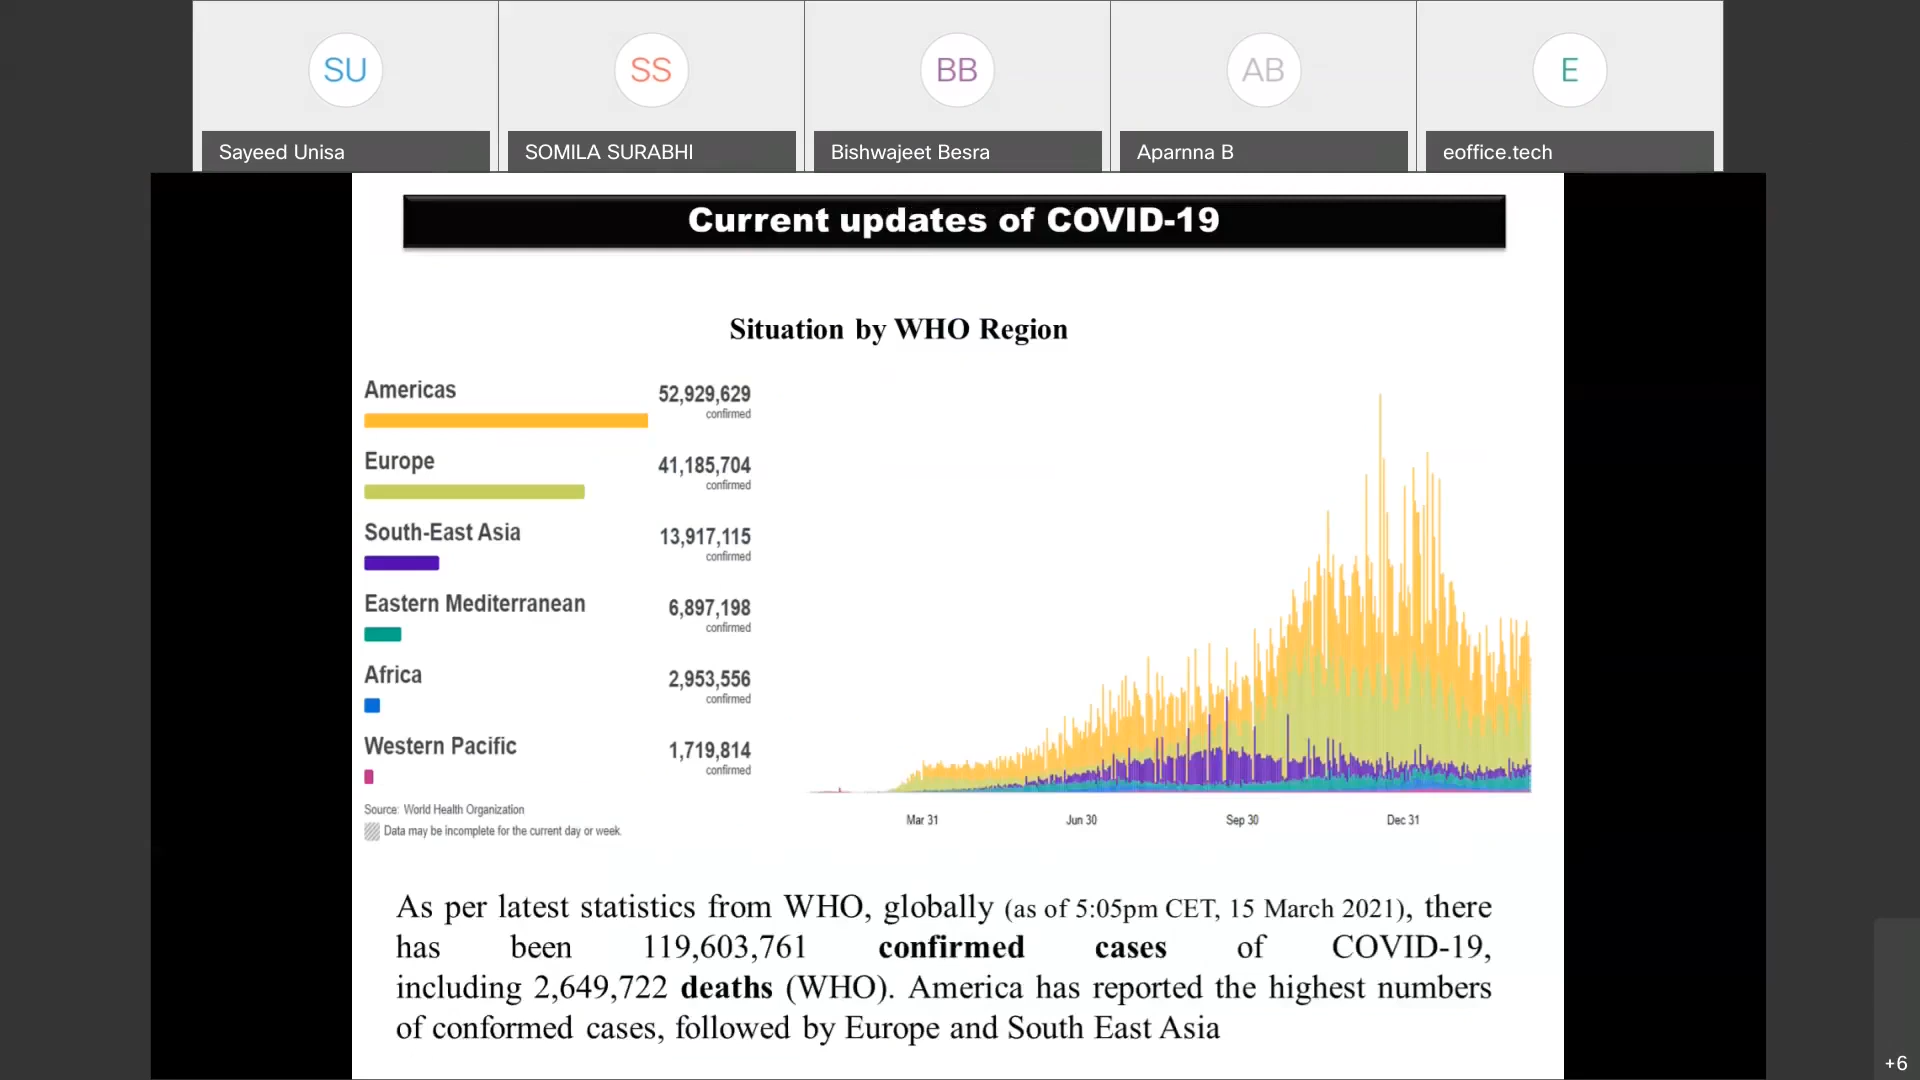 SU
SS
BB
AB
E
Sayeed Unisa
SOMILA SURABHI
Bishwajeet Besra
Aparnna B
eoffice.tech
Current updates of COVID-19
Situation by WHO Region
Americas
52,929,629
confirmed
Europe
41,185,704
confirmed
South-East Asia
13,917,115
confirmed
Eastern Mediterranean
6,897,198
confirmed
Africa
2,953,556
confirmed
Western Pacific
1,719,814
confirmed
Source: World Health Organization
Data may be incomplete for the current day or week.
Mar 31
Jun 30
Sep 30
Dec 31
As per latest statistics from WHO, globally (as of 5:05pm CET, 15 March 2021), there
has been 119,603,761 confirmed cases of COVID-19,
including 2,649,722 deaths (WHO). America has reported the highest numbers
of conformed cases, followed by Europe and South East Asia
+6